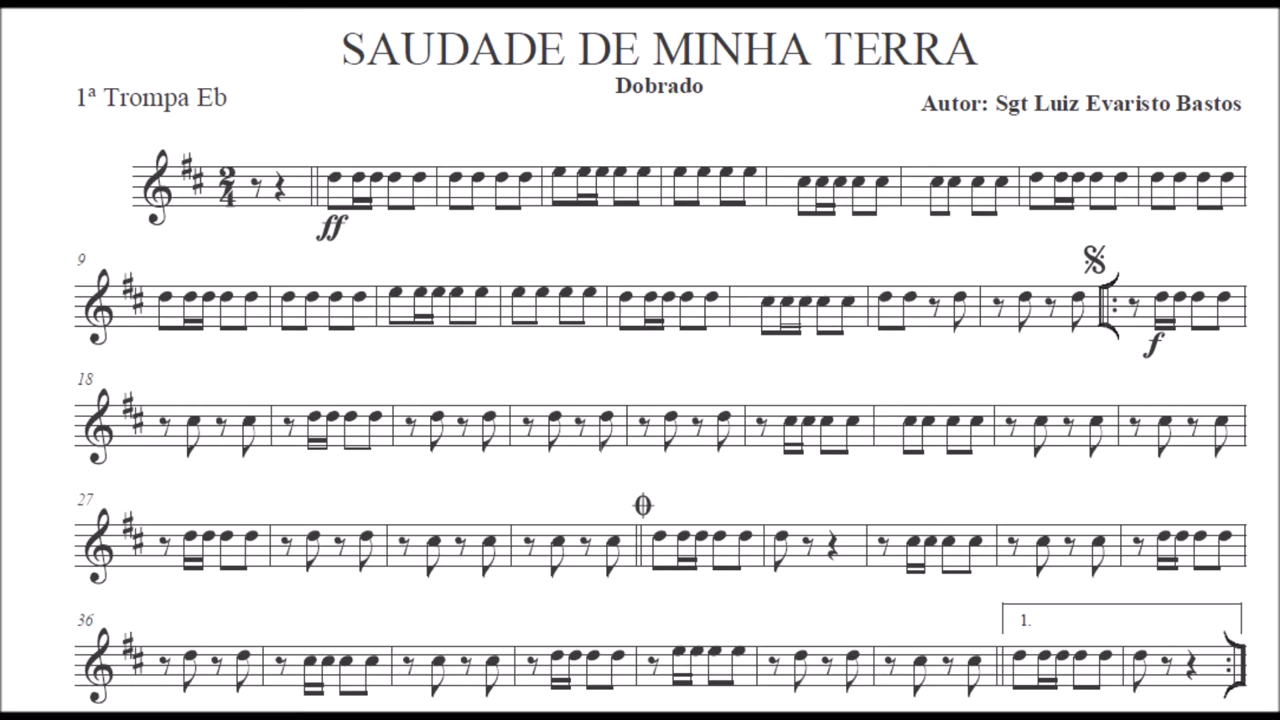 SAUDADE DE MINHA TERRA
Dobrado
1ª Trompa Eb
Autor: Sgt Luiz Evaristo Bastos
2
4
ff
9
f
18
27
36
1.